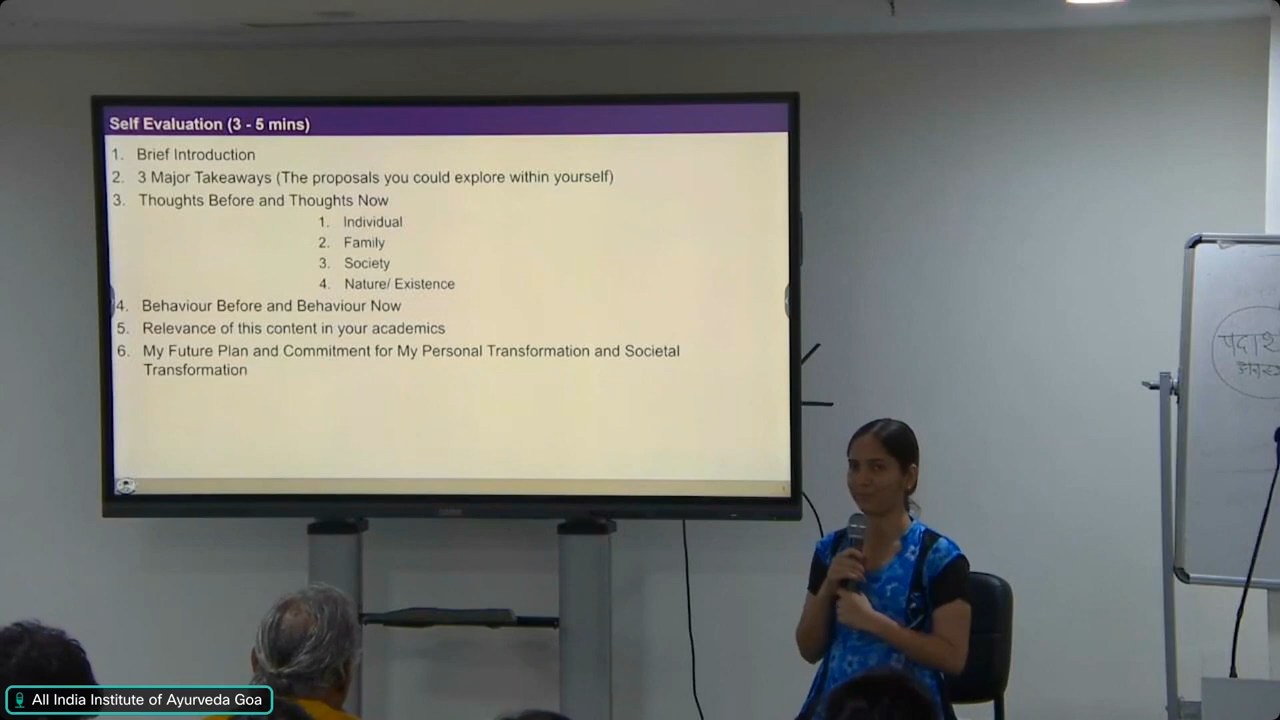 Self Evaluation (3 - 5 mins)
1. Brief Introduction
2. 3 Major Takeaways (The proposals you could explore within yourself)
3. Thoughts Before and Thoughts Now
1. Individual
2. Family
3. Society
4. Nature/ Existence
4. Behaviour Before and Behaviour Now
5. Relevance of this content in your academics
6. My Future Plan and Commitment for My Personal Transformation and Societal
Transformation
All India Institute of Ayurveda Goa